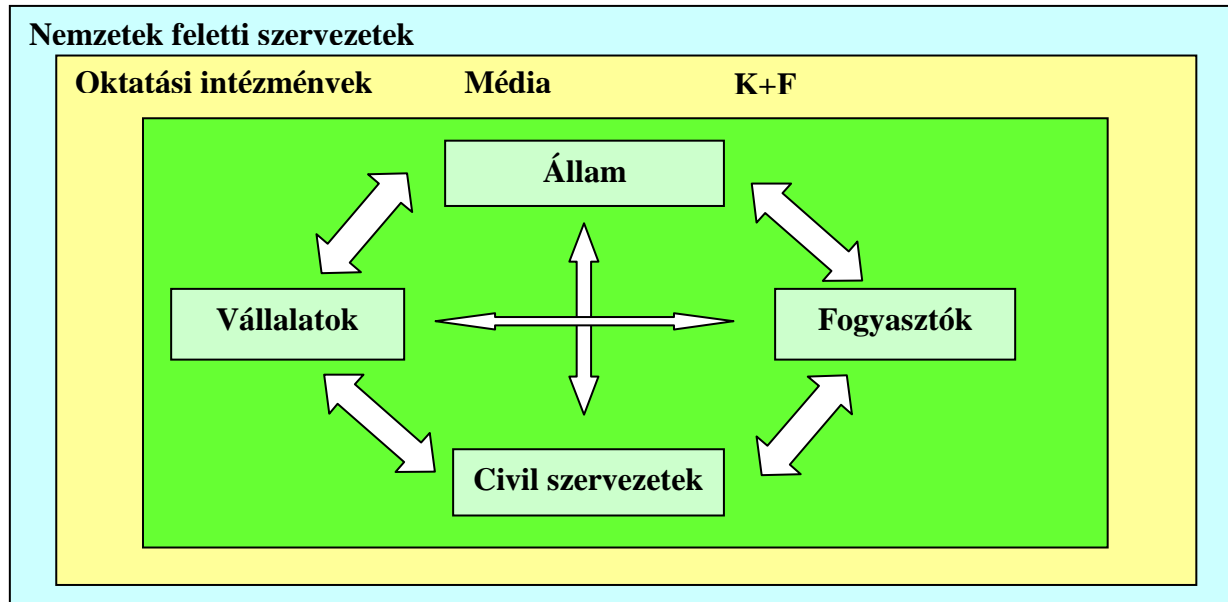 Nemzetek feletti szervezetek
Oktatási intézmények Média K+F
Állam
Vállalatok Fogyasztók
Civil szervezetek